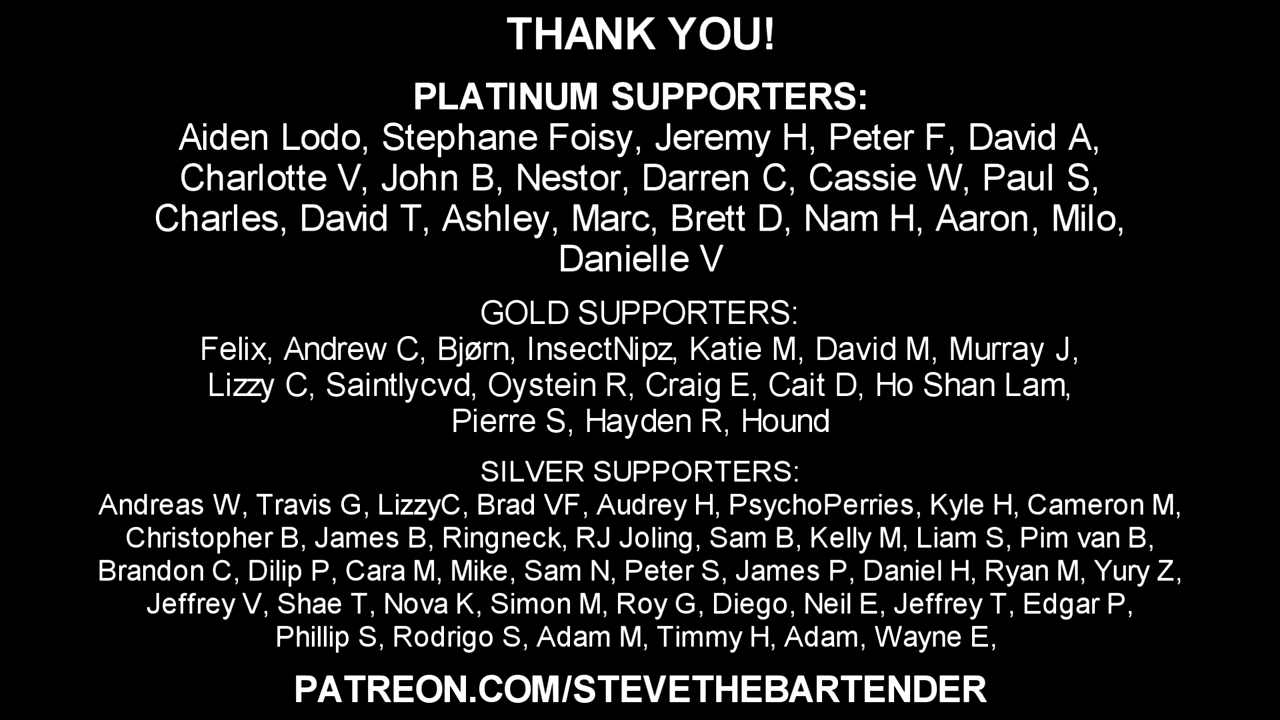 THANK YOU!
PLATINUM SUPPORTERS:
Aiden Lodo, Stephane Foisy, Jeremy H, Peter F, David A,
Charlotte V, John B, Nestor, Darren C, Cassie W, Paul S,
Charles, David T, Ashley, Marc, Brett D, Nam H, Aaron, Milo,
Danielle V
GOLD SUPPORTERS:
Felix, Andrew C, Bjørn, InsectNipz, Katie M, David M, Murray J,
Lizzy C, Saintlycvd, Oystein R, Craig E, Cait D, Ho Shan Lam,
Pierre S, Hayden R, Hound
SILVER SUPPORTERS:
Andreas W, Travis G, LizzyC, Brad VF, Audrey H, PsychoPerries, Kyle H, Cameron M,
Christopher B, James B, Ringneck, RJ Joling, Sam B, Kelly M, Liam S, Pim van B,
Brandon C, Dilip P, Cara M, Mike, Sam N, Peter S, James P, Daniel H, Ryan M, Yury Z,
Jeffrey V, Shae T, Nova K, Simon M, Roy G, Diego, Neil E, Jeffrey T, Edgar P,
Phillip S, Rodrigo S, Adam M, Timmy H, Adam, Wayne E,
PATREON.COM/STEVETHEBARTENDER